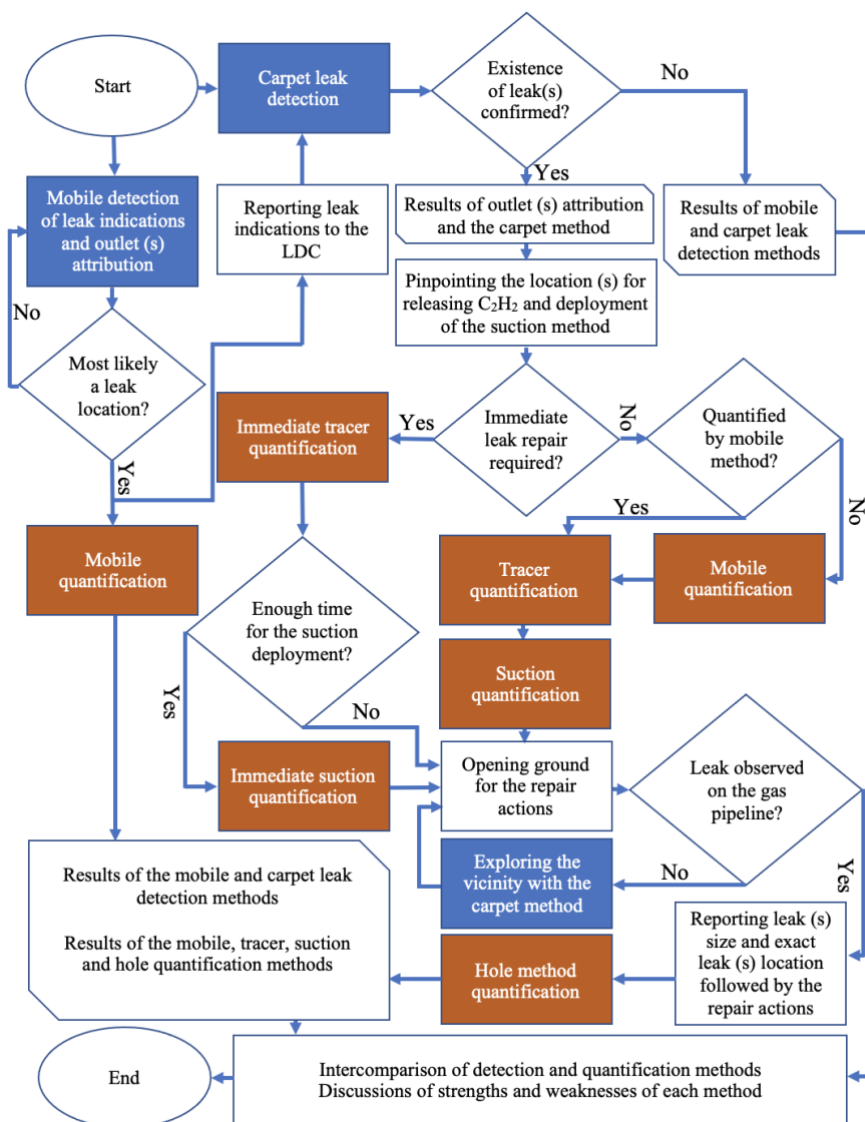 Start
Carpet leak
detection
Existence
of leak(s)
confirmed?
No
Yes
Mobile detection
of leak indications
and outlet (s)
attribution
Reporting leak
indications to the
LDC
Results of outlet (s) attribution
and the carpet method
Results of mobile
and carpet leak
detection methods
Pinpointing the location (s) for
releasing C₂H₂ and deployment
of the suction method
No
Most likely
a leak
location?
Yes
Immediate tracer
quantification
Yes
Immediate
leak repair
required?
No
Quantified
by mobile
method?
No
Yes
Mobile
quantification
Enough time
for the suction
deployment?
Tracer
quantification
Mobile
quantification
Suction
quantification
Yes
No
Immediate suction
quantification
Opening ground
for the repair
actions
Leak observed
on the gas
pipeline?
No
Yes
Exploring the
vicinity with the
carpet method
Results of the mobile and carpet leak
detection methods
Results of the mobile, tracer, suction
and hole quantification methods
Hole method
quantification
Reporting leak (s)
size and exact
leak (s) location
followed by the
repair actions
End
Intercomparison of detection and quantification methods
Discussions of strengths and weaknesses of each method